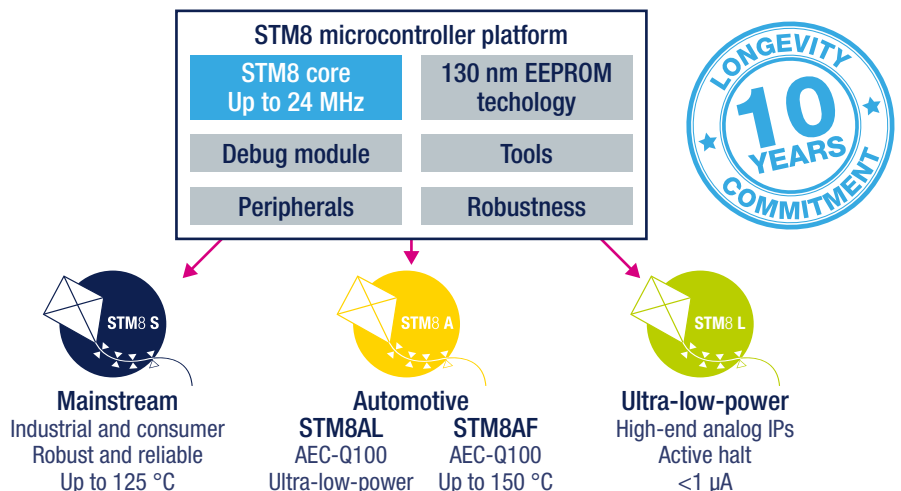 STM8 microcontroller platform
STM8 core
Up to 24 MHz
130 nm EEPROM
techology
Debug module
Tools
Peripherals
Robustness
LONGEVITY
10
YEARS
COMMITMENT
STM8 S
STM8 A
STM8 L
Mainstream
Industrial and consumer
Robust and reliable
Up to 125 °C
Automotive
STM8AL
AEC-Q100
Ultra-low-power
STM8AF
AEC-Q100
Up to 150 °C
Ultra-low-power
High-end analog IPs
Active halt
<1 µA